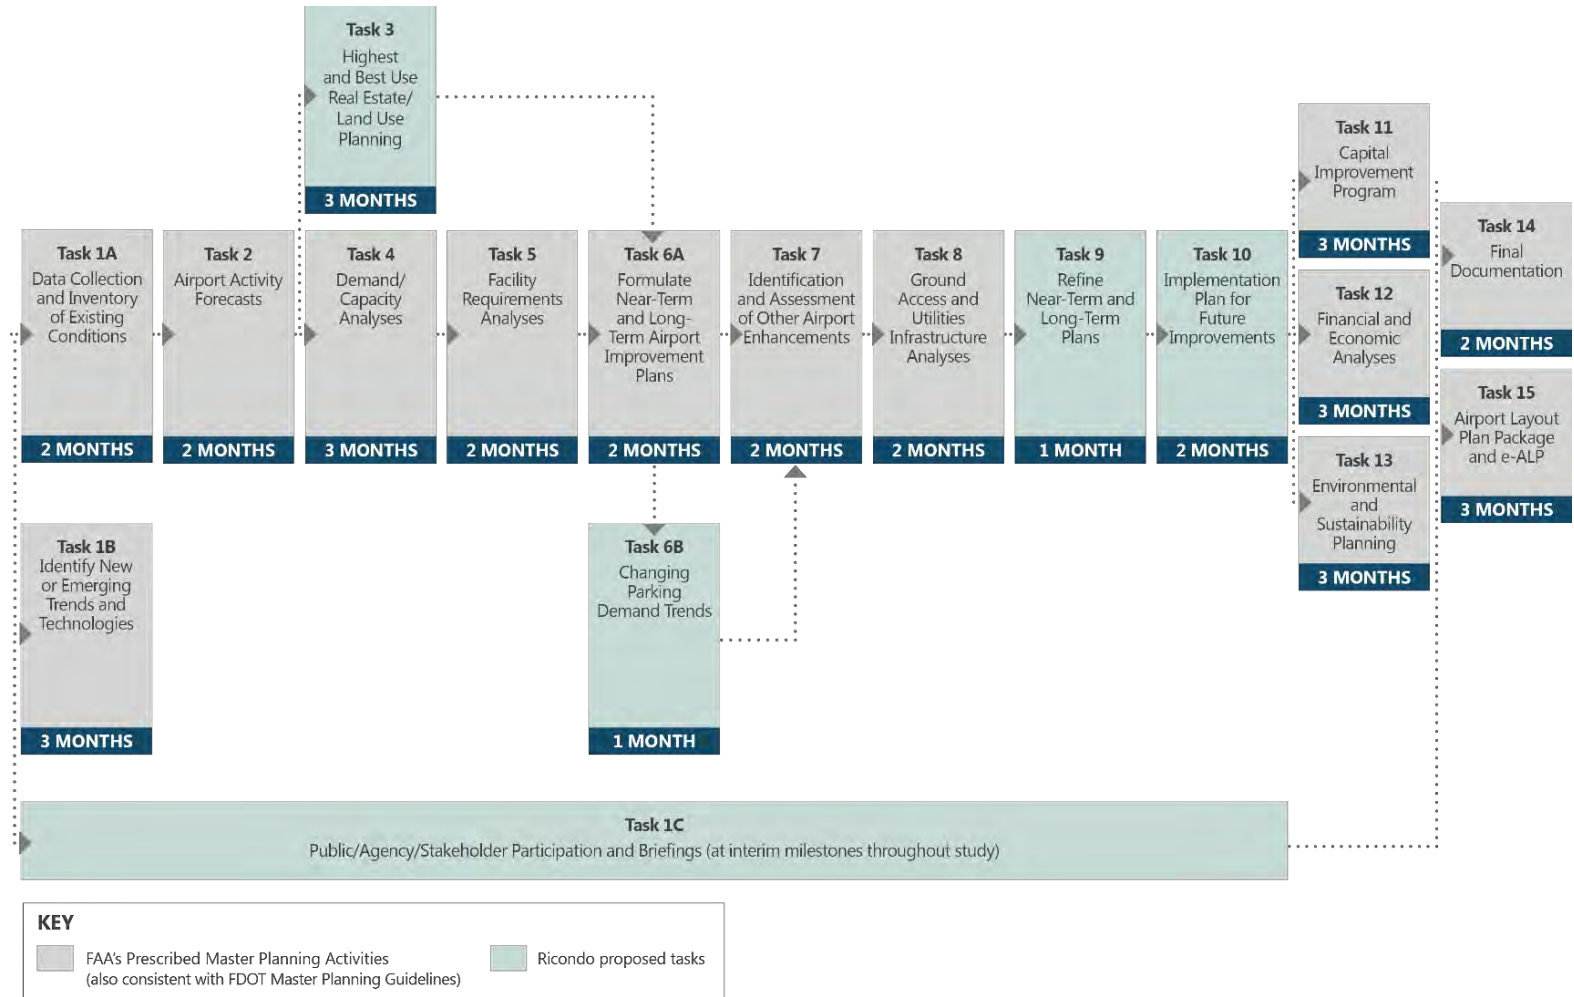 Task 3
Highest
and Best Use
Real Estate/
Land Use
Planning
3 MONTHS
Task 1A
Data Collection
and Inventory
of Existing
Conditions
2 MONTHS
Task 2
Airport Activity
Forecasts
2 MONTHS
Task 4
Demand/
Capacity
Analyses
3 MONTHS
Task 5
Facility
Requirements
Analyses
2 MONTHS
Task 6A
Formulate
Near-Term
and Long-
Term Airport
Improvement
Plans
2 MONTHS
Task 7
Identification
and Assessment
of Other Airport
Enhancements
2 MONTHS
Task 8
Ground
Access and
Utilities
Infrastructure
Analyses
2 MONTHS
Task 9
Refine
Near-Term and
Long-Term
Plans
1 MONTH
Task 10
Implementation
Plan for
Future
Improvements
2 MONTHS
Task 11
Capital
Improvement
Program
3 MONTHS
Task 12
Financial and
Economic
Analyses
3 MONTHS
Task 13
Environmental
and
Sustainability
Planning
3 MONTHS
Task 14
Final
Documentation
2 MONTHS
Task 15
Airport Layout
Plan Package
and e-ALP
3 MONTHS
Task 1B
Identify New
or Emerging
Trends and
Technologies
3 MONTHS
Task 6B
Changing
Parking
Demand Trends
1 MONTH
Task 1C
Public/Agency/Stakeholder Participation and Briefings (at interim milestones throughout study)
KEY
FAA's Prescribed Master Planning Activities
(also consistent with FDOT Master Planning Guidelines)
Ricondo proposed tasks